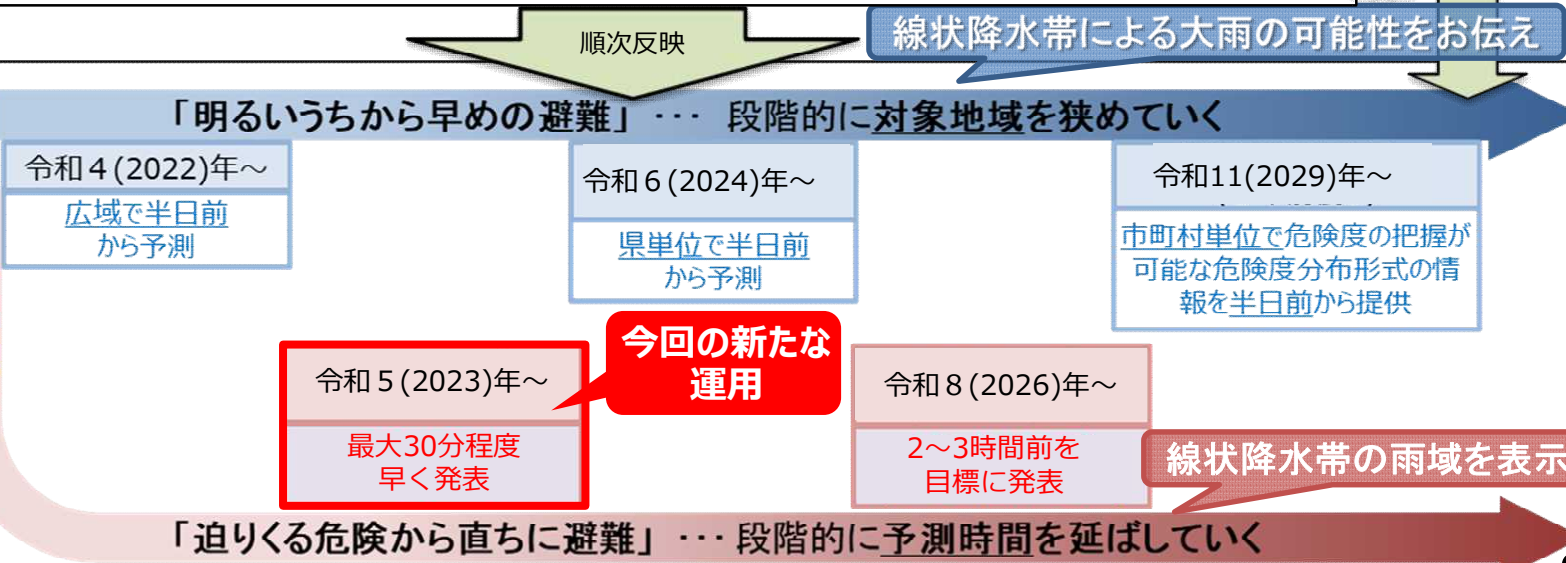 順次反映
線状降水帯による大雨の可能性をお伝え
「明るいうちから早めの避難」･･･ 段階的に対象地域を狭めていく
令和４(2022)年～
広域で半日前
から予測
令和６(2024)年～
県単位で半日前
から予測
令和11(2029)年～
市町村単位で危険度の把握が
可能な危険度分布形式の情
報を半日前から提供
今回の新たな
運用
令和５(2023)年～
最大30分程度
早く発表
令和８(2026)年～
2～3時間前を
目標に発表
線状降水帯の雨域を表示
「迫りくる危険から直ちに避難」･･･ 段階的に予測時間を延ばしていく